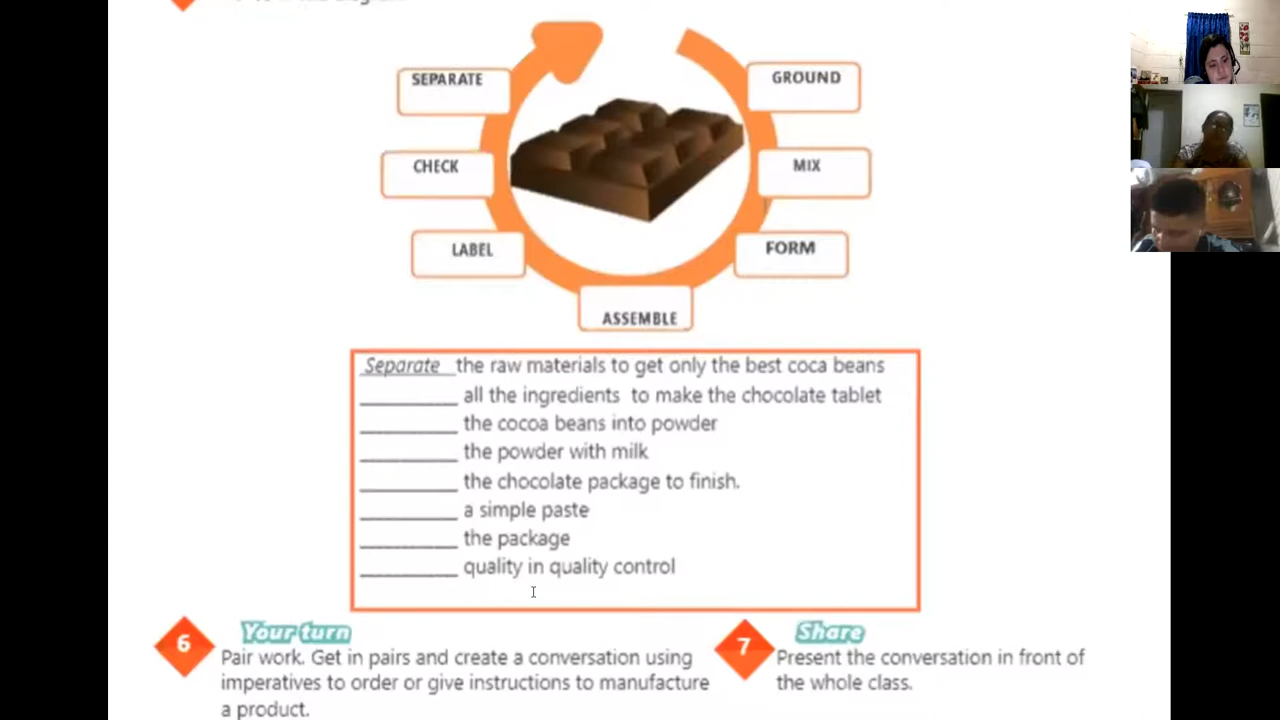 SEPARATE
GROUND
CHECK
MIX
LABEL
FORM
ASSEMBLE
Separate the raw materials to get only the best coca beans
__________ all the ingredients to make the chocolate tablet
__________ the cocoa beans into powder
__________ the powder with milk
__________ the chocolate package to finish.
__________ a simple paste
__________ the package
__________ quality in quality control
6 Your turn
Pair work. Get in pairs and create a conversation using
imperatives to order or give instructions to manufacture
a product.
7 Share
Present the conversation in front of
the whole class.